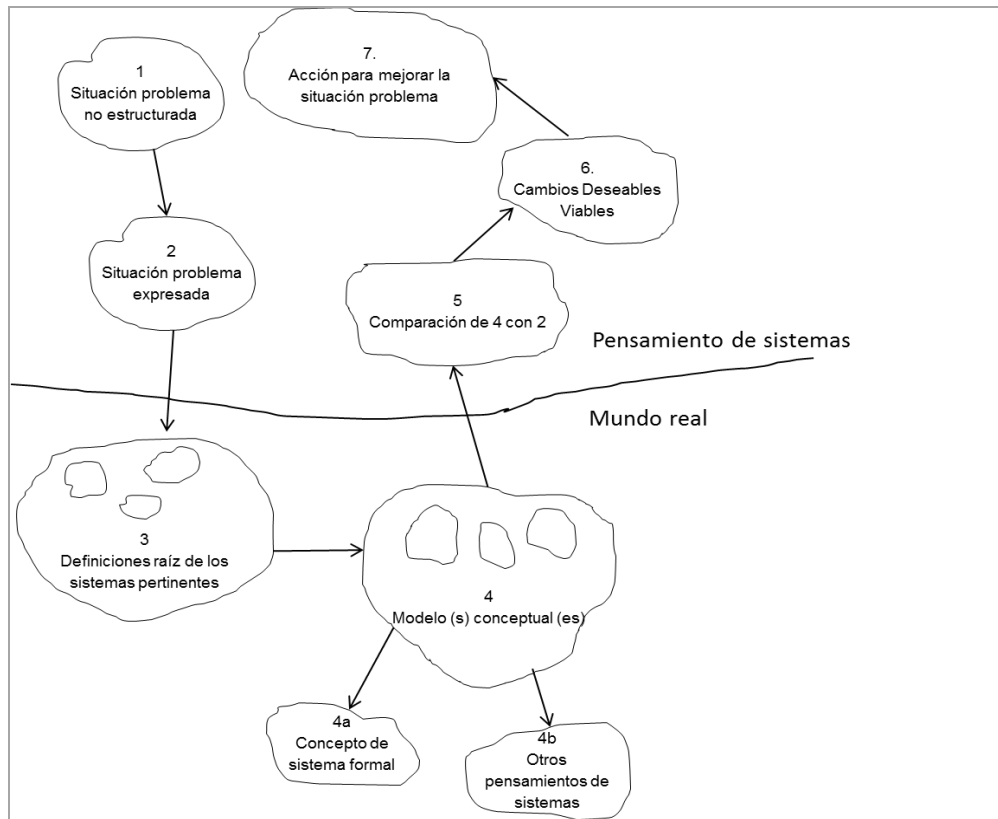 1
Situación problema
no estructurada
7.
Acción para mejorar la
situación problema
6.
Cambios Deseables
Viables
2
Situación problema
expresada
5
Comparación de 4 con 2
Pensamiento de sistemas
Mundo real
3
Definiciones raíz de los
sistemas pertinentes
4
Modelo (s) conceptual (es)
4a
Concepto de
sistema formal
4b
Otros
pensamientos de
sistemas